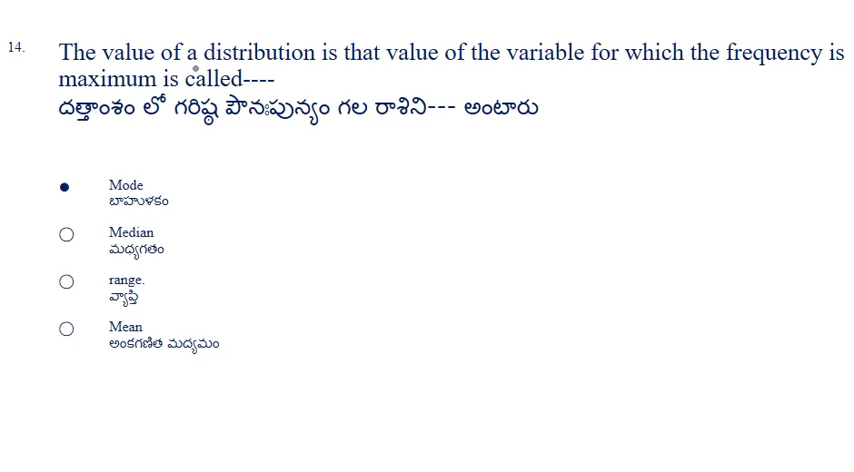 14.
The value of a distribution is that value of the variable for which the frequency is
maximum is called----
దత్తాంశం లో గరిష్ఠ పౌనఃపున్యం గల రాశిని--- అంటారు
Mode
బాహుళకం
Median
మధ్యగతం
range.
వ్యాప్తి
Mean
అంకగణిత మద్యమం